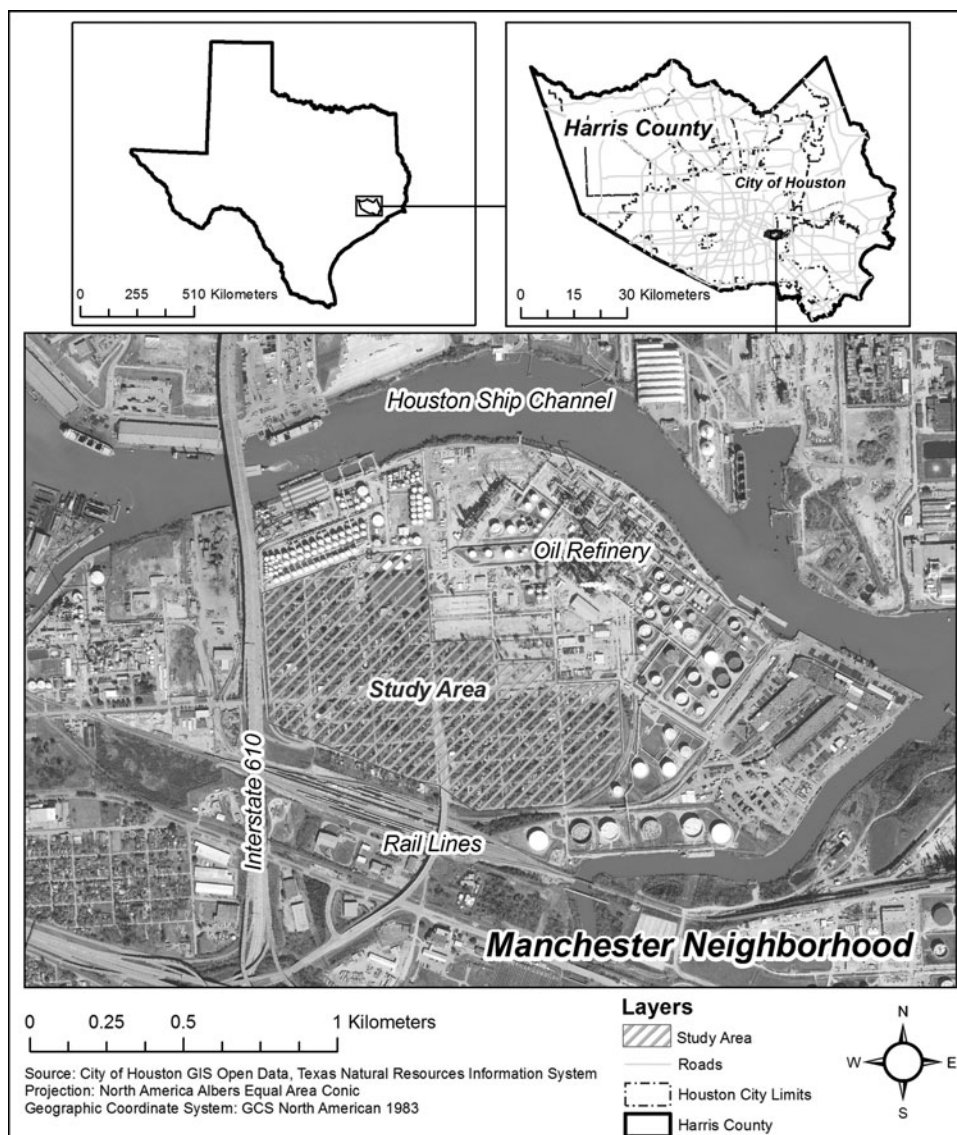 Harris County
City of Houston
0 255 510 Kilometers
0 15 30 Kilometers
Houston Ship Channel
Oil Refinery
Study Area
Interstate 610
Rail Lines
Manchester Neighborhood
0 0.25 0.5 1 Kilometers
Source: City of Houston GIS Open Data, Texas Natural Resources Information System
Projection: North America Albers Equal Area Conic
Geographic Coordinate System: GCS North American 1983
Layers
Study Area
Roads
Houston City Limits
Harris County
N
W E
S